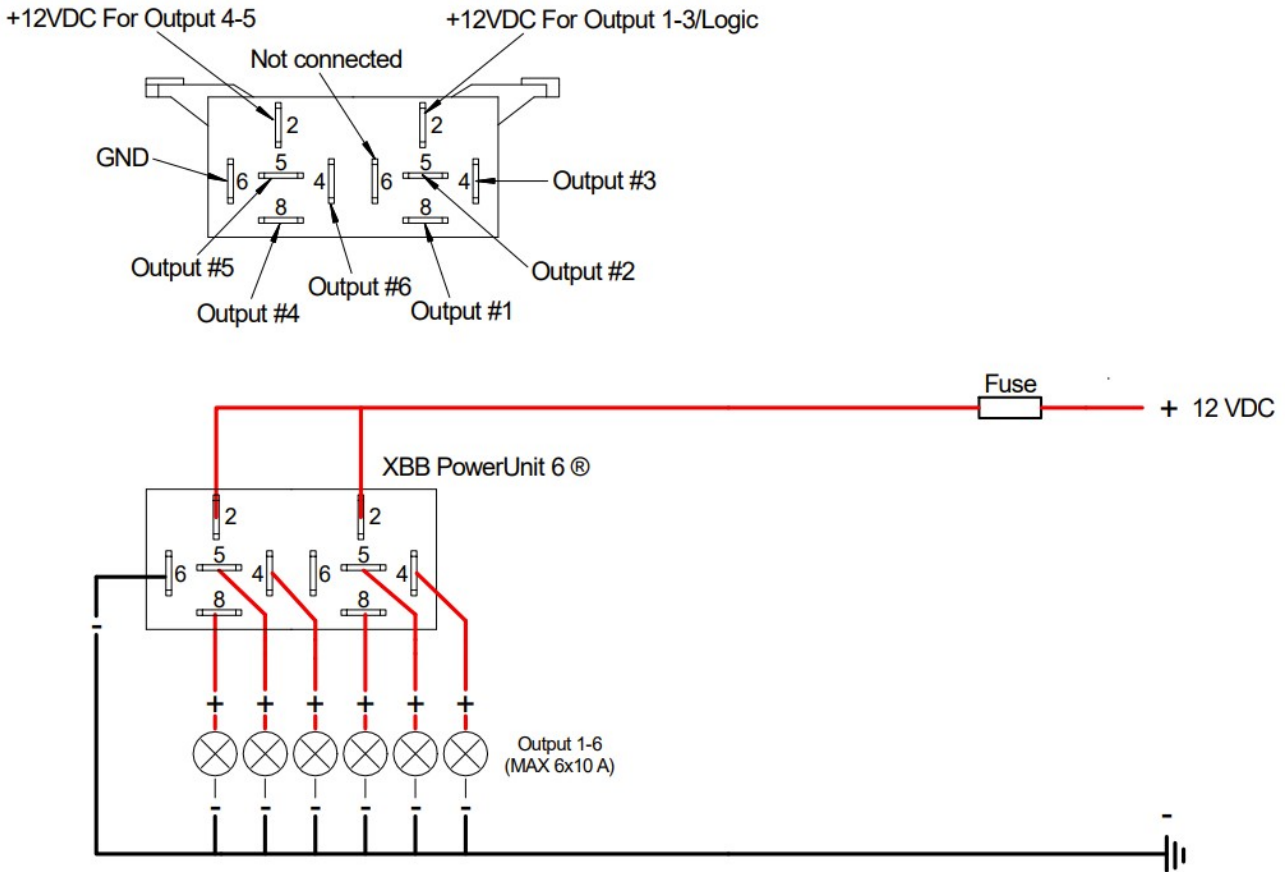 +12VDC For Output 4-5
+12VDC For Output 1-3/Logic
Not connected
2
2
GND
5
5
6
4
6
4
Output #3
8
8
Output #5
Output #2
Output #6
Output #4
Output #1
Fuse
+ 12 VDC
XBB PowerUnit 6 ®
2
2
5
5
6
4
6
4
8
8
-
+ + + + + +
Output 1-6
(MAX 6x10 A)
- - - - - -
-